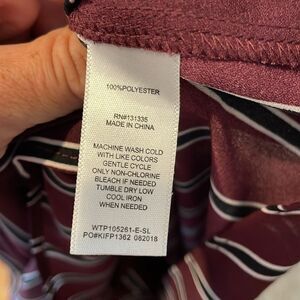 100%POLYESTER
RN#131335
MADE IN CHINA
MACHINE WASH COLD
WITH LIKE COLORS
GENTLE CYCLE
ONLY NON-CHLORINE
BLEACH IF NEEDED
TUMBLE DRY LOW
COOL IRON
WHEN NEEDED
WTP105261-E-SL
PO#KIFP1362 082018